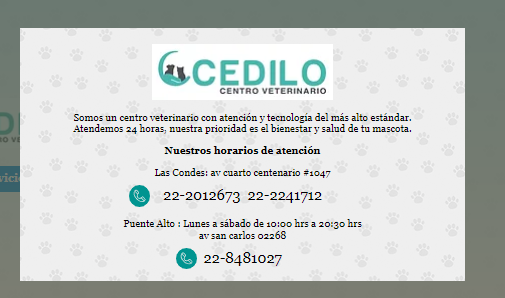 CEDILO
CENTRO VETERINARIO
Somos un centro veterinario con atención y tecnología del más alto estándar.
Atendemos 24 horas, nuestra prioridad es el bienestar y salud de tu mascota.
Nuestros horarios de atención
Las Condes: av cuarto centenario #1047
22-2012673 22-2241712
Puente Alto : Lunes a sábado de 10:00 hrs a 20:30 hrs
av san carlos 02268
22-8481027